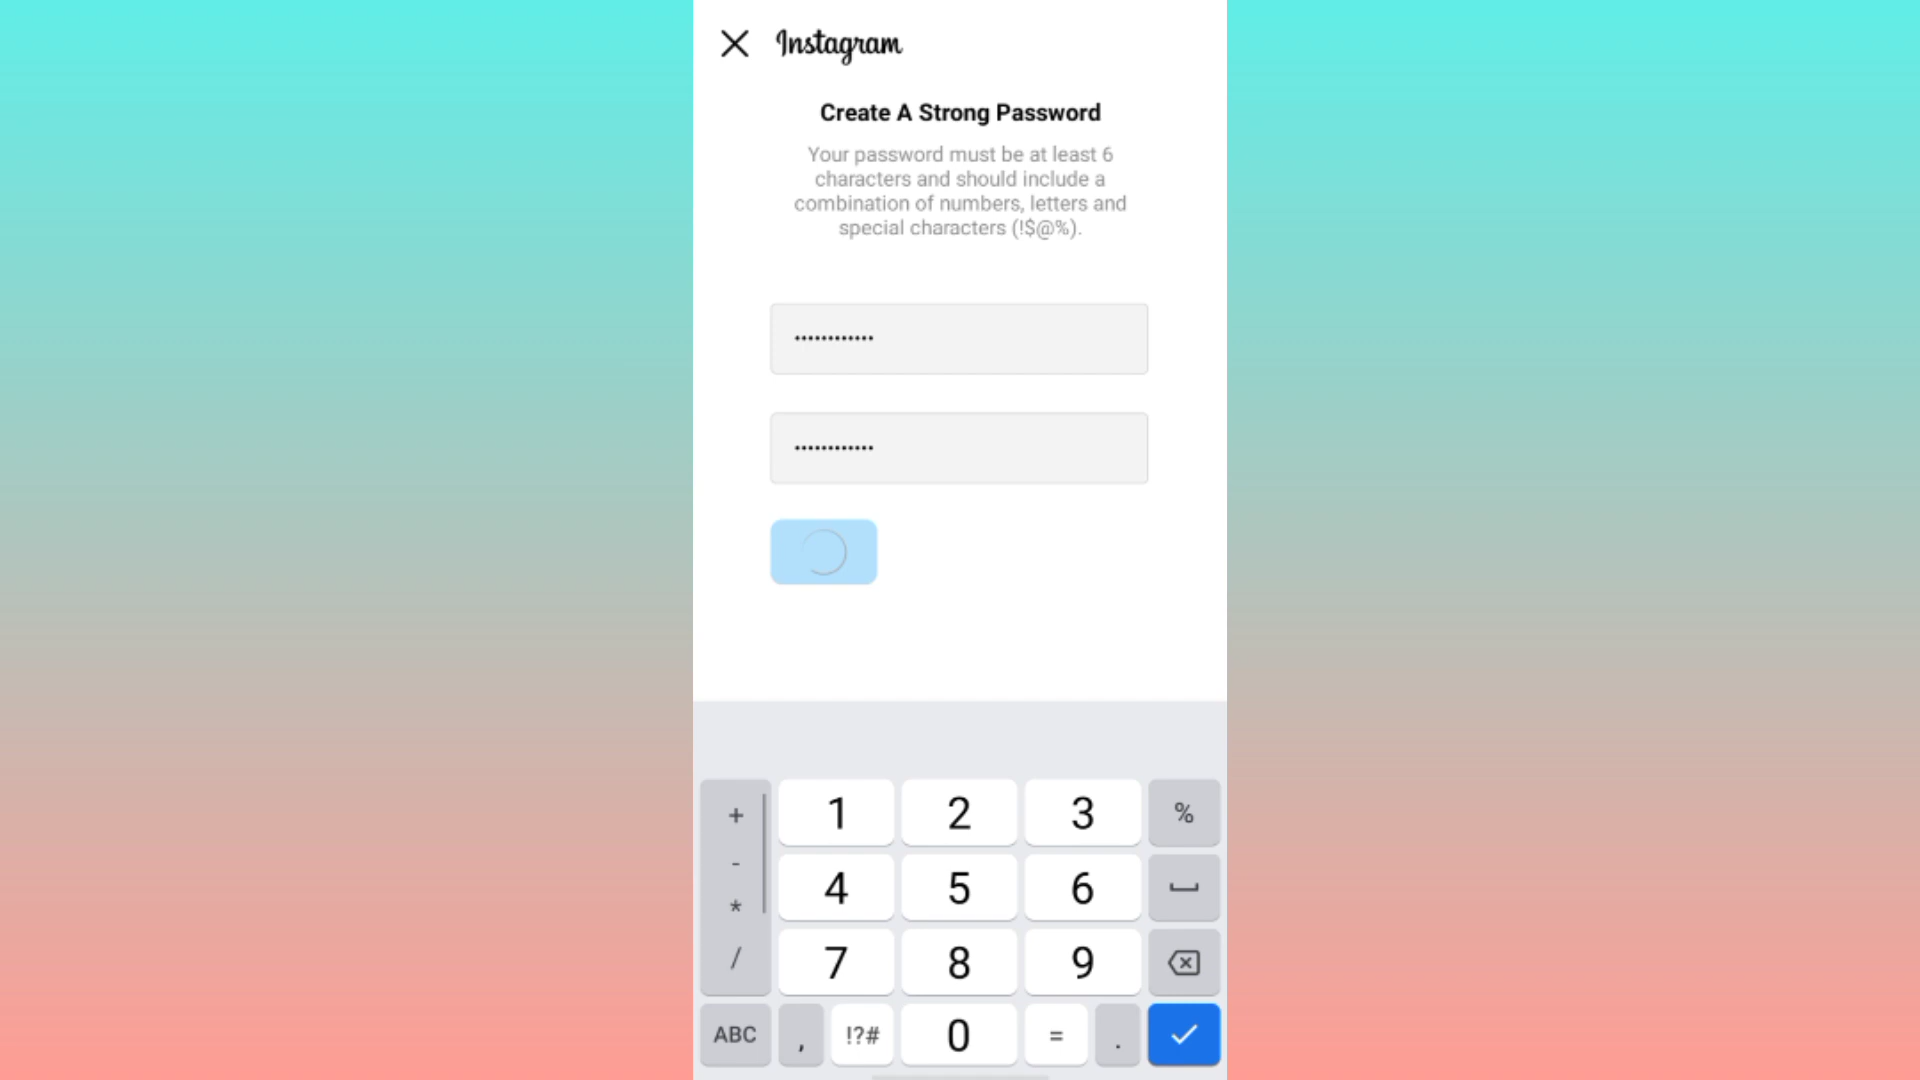 Instagram
Create A Strong Password
Your password must be at least 6
characters and should include a
combination of numbers, letters and
special characters (!$@%).
••••••••••••
••••••••••••
+ 1 2 3 %
- 4 5 6
*
/ 7 8 9
ABC , !?# 0 = .